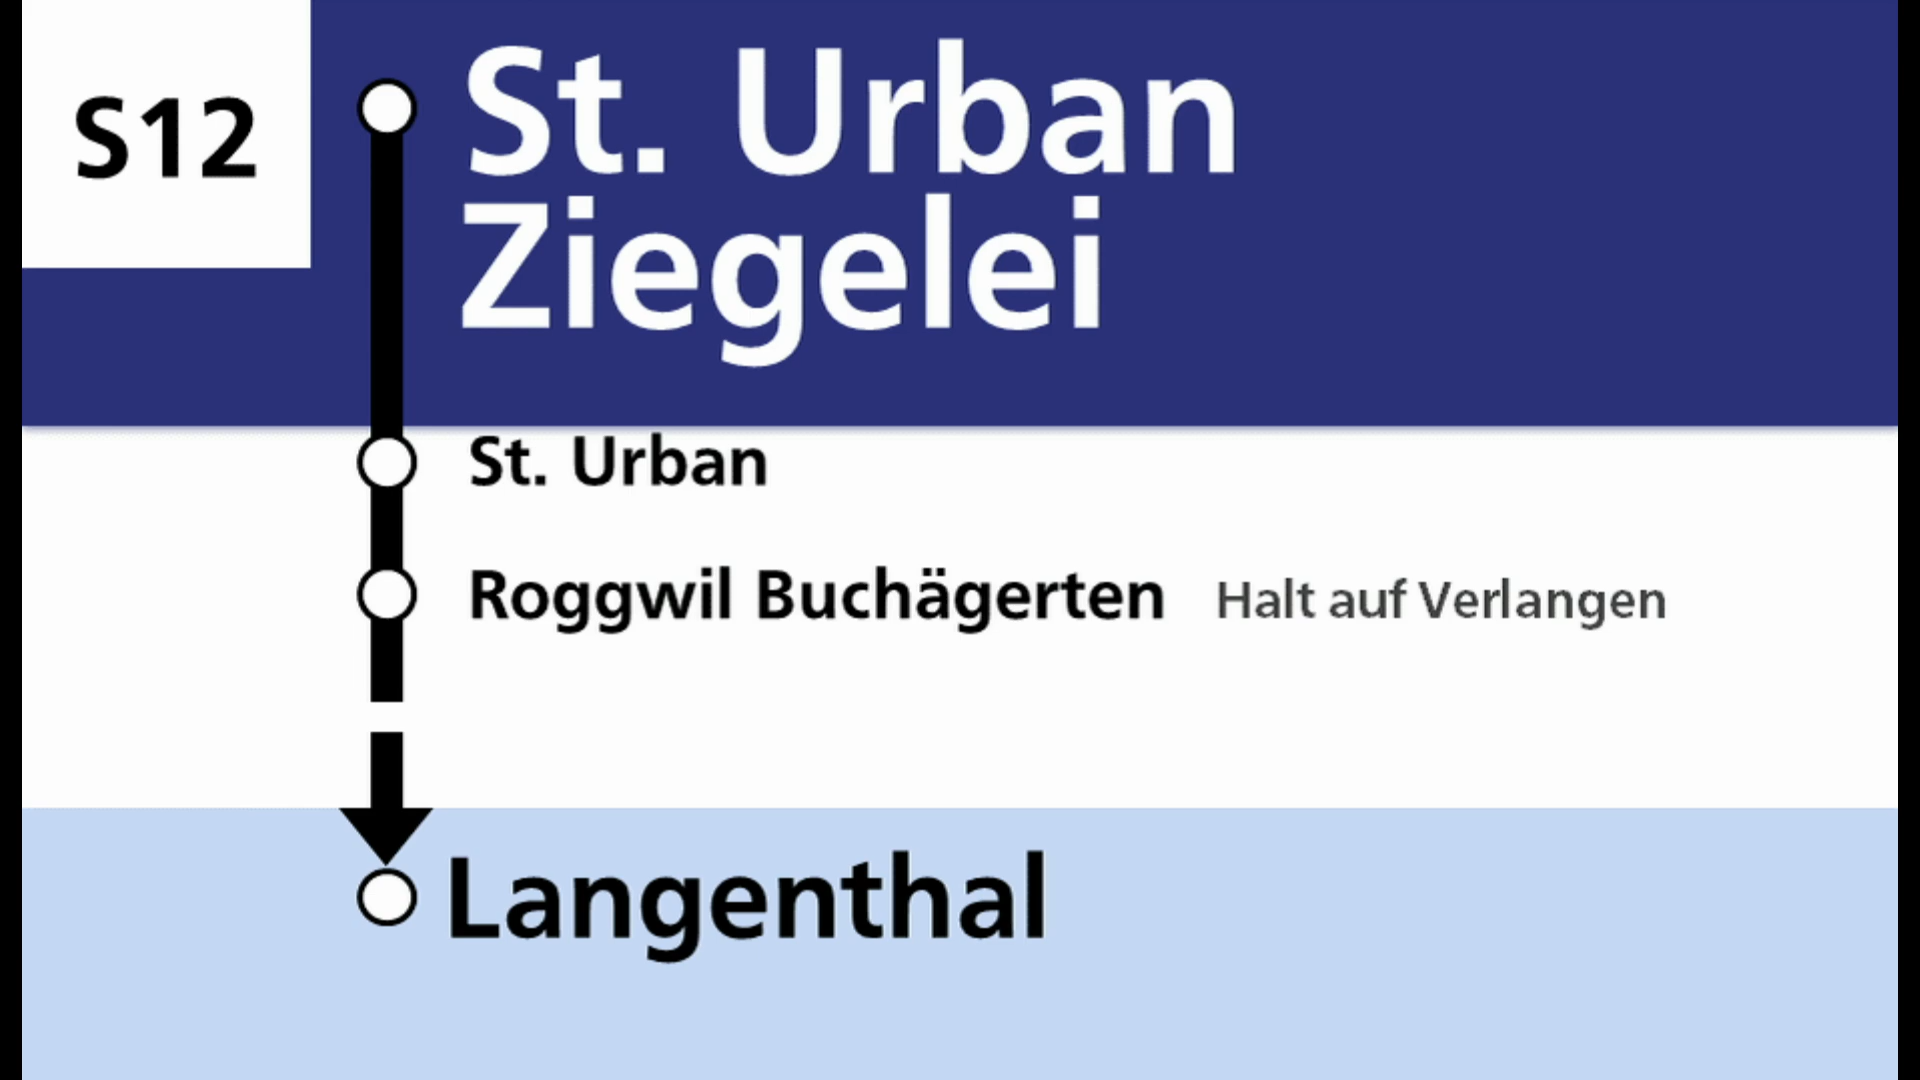 S12
St. Urban
Ziegelei
St. Urban
Roggwil Buchägerten Halt auf Verlangen
Langenthal